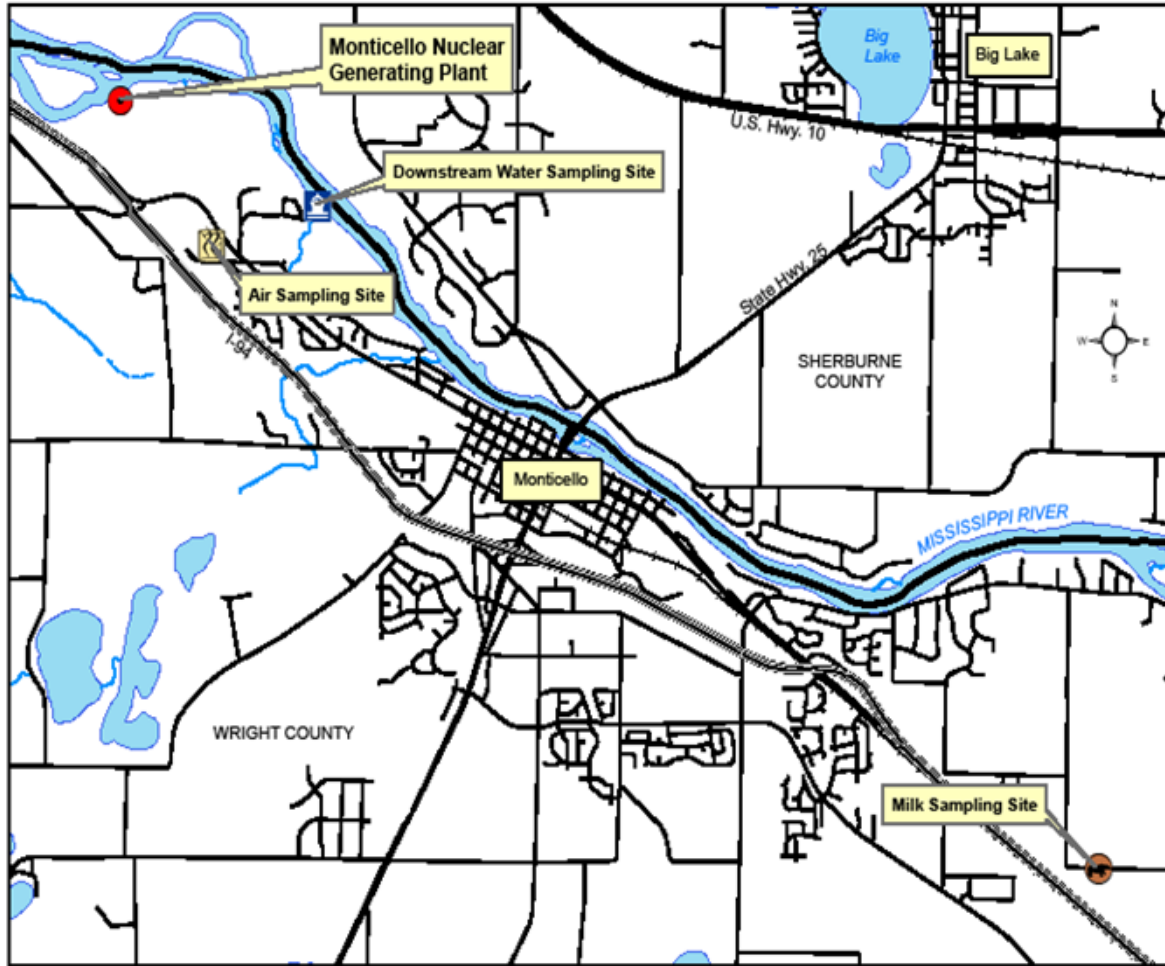 Monticello Nuclear
Generating Plant
Big
Lake
Big Lake
U.S. Hwy. 10
Downstream Water Sampling Site
Air Sampling Site
State Hwy. 25
I-94
N
W
E
S
SHERBURNE
COUNTY
Monticello
MISSISSIPPI RIVER
WRIGHT COUNTY
Milk Sampling Site